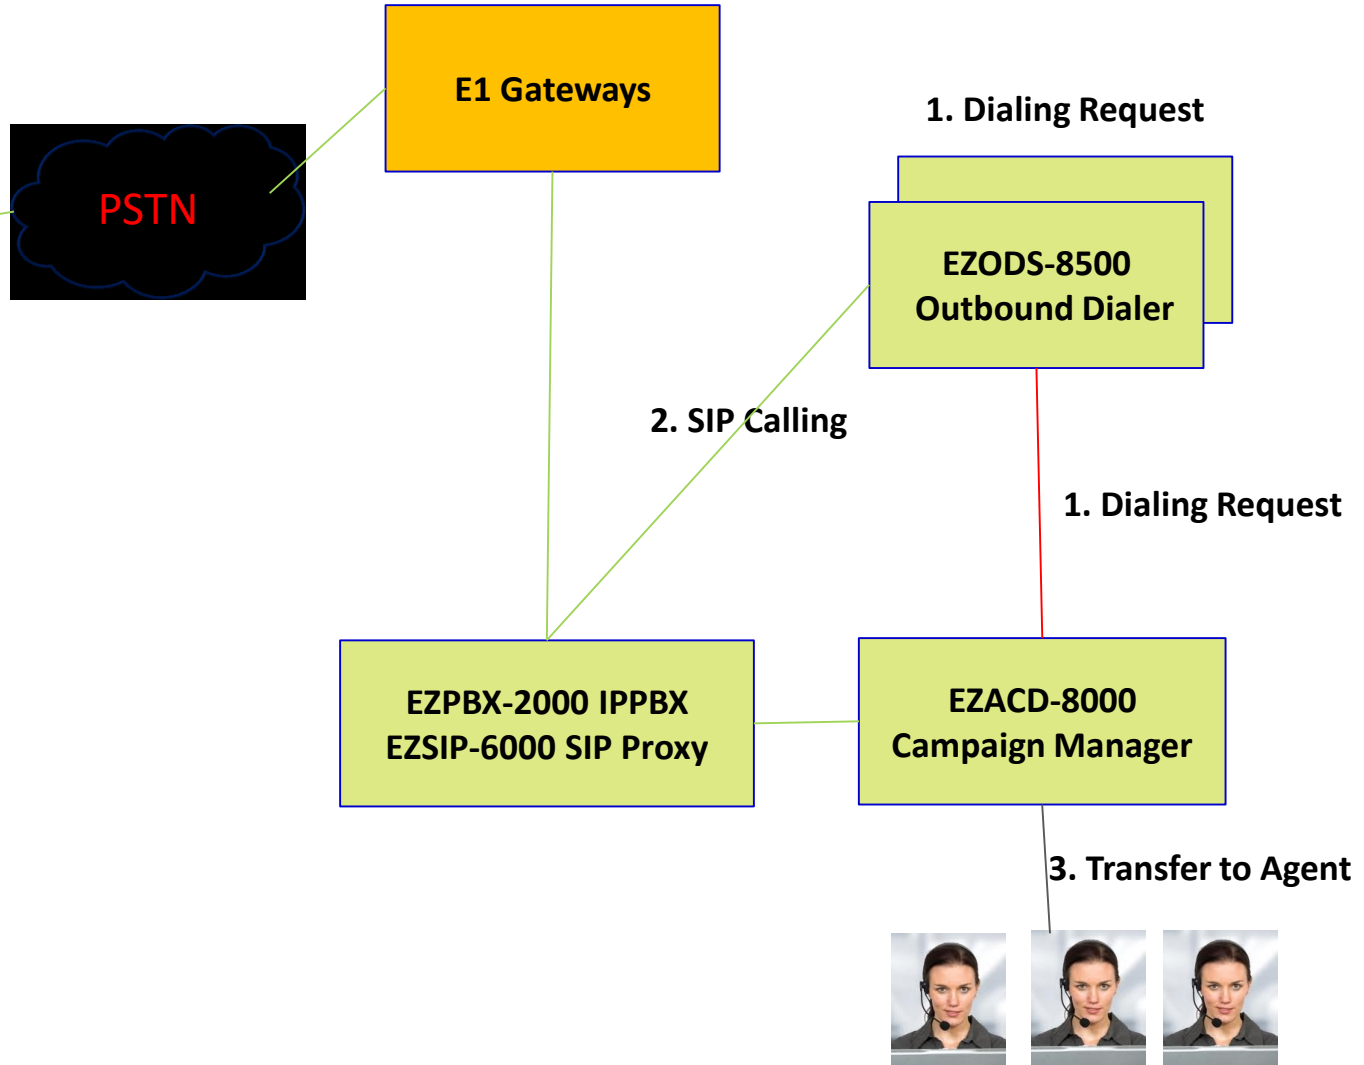 E1 Gateways
1. Dialing Request
PSTN
EZODS-8500
Outbound Dialer
2. SIP Calling
1. Dialing Request
EZPBX-2000 IPPBX
EZSIP-6000 SIP Proxy
EZACD-8000
Campaign Manager
3. Transfer to Agent